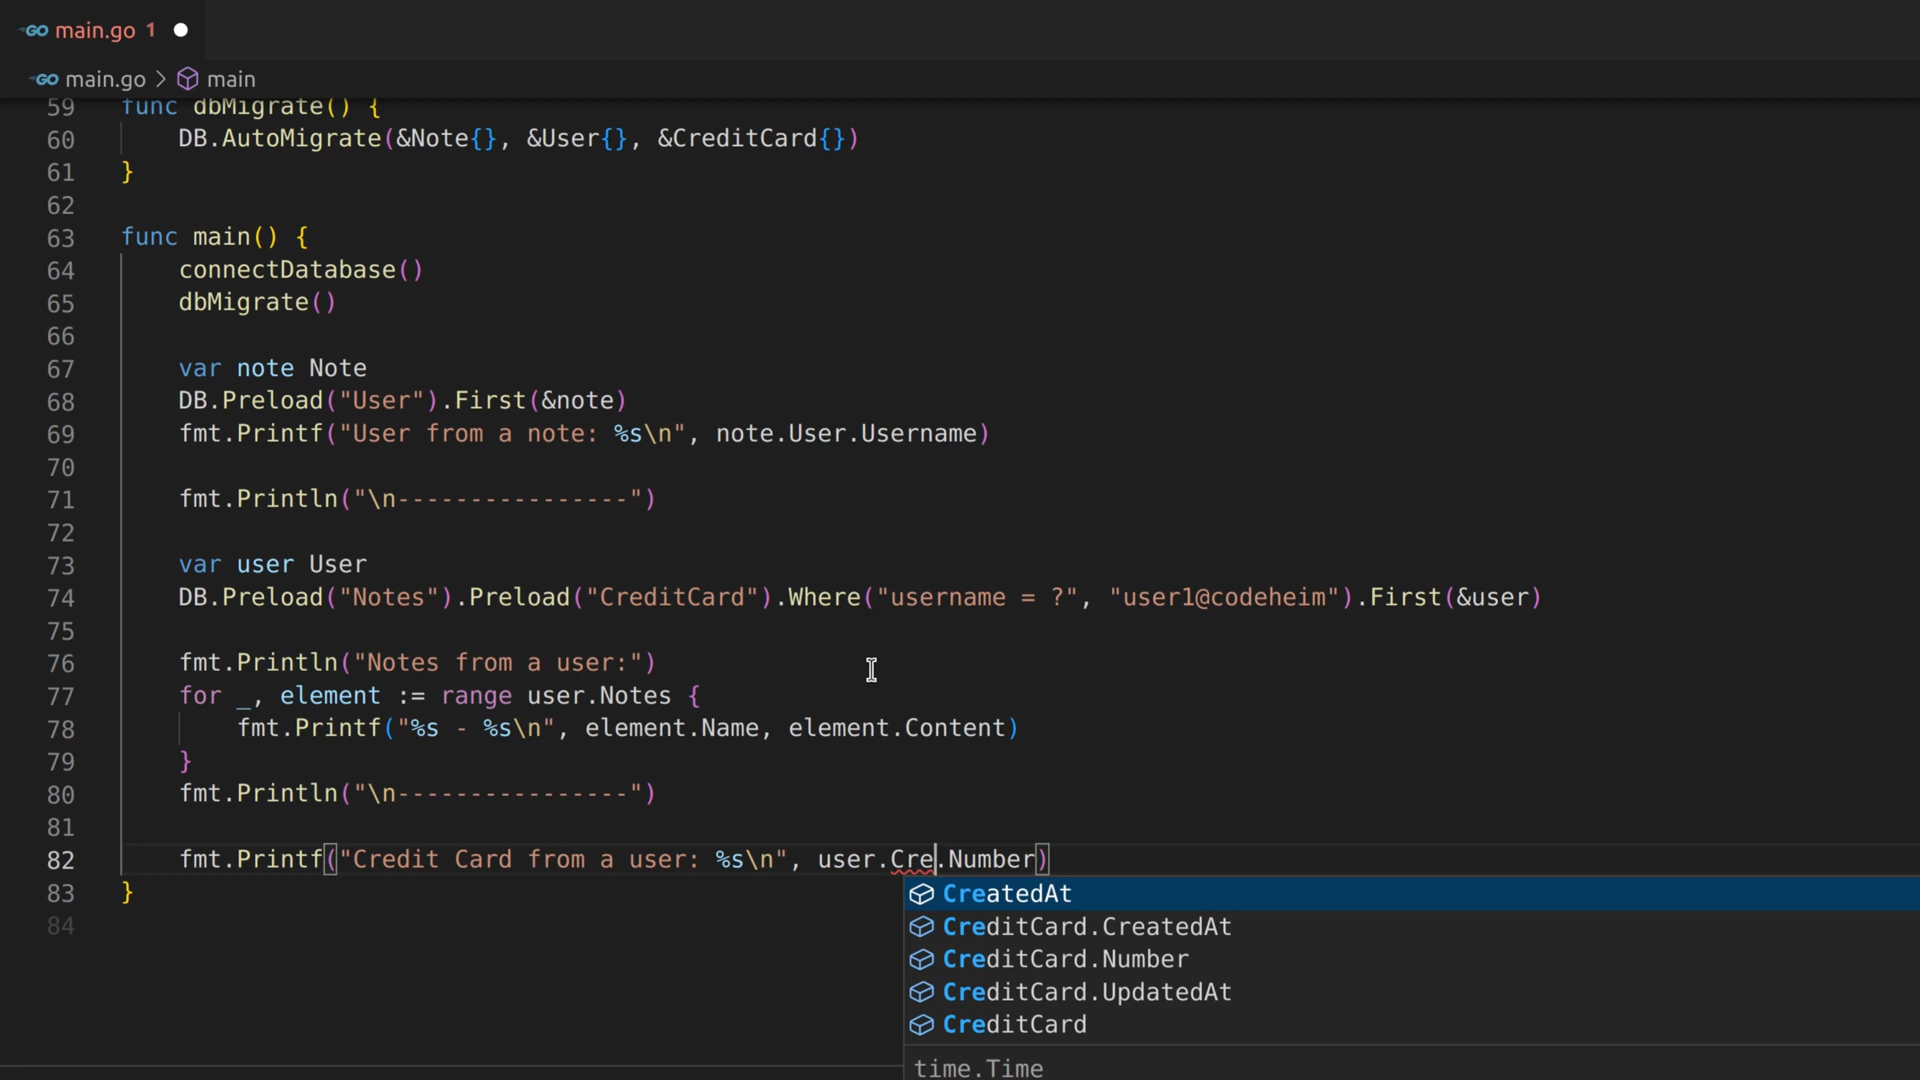 GO main.go 1
GO main.go > main
59 func dbMigrate() {
60 DB.AutoMigrate(&Note{}, &User{}, &CreditCard{})
61 }
62
63 func main() {
64 connectDatabase()
65 dbMigrate()
66
67 var note Note
68 DB.Preload("User").First(&note)
69 fmt.Printf("User from a note: %s\n", note.User.Username)
70
71 fmt.Println("\n----------------")
72
73 var user User
74 DB.Preload("Notes").Preload("CreditCard").Where("username = ?", "user1@codeheim").First(&user)
75
76 fmt.Println("Notes from a user:")
77 for _, element := range user.Notes {
78 fmt.Printf("%s - %s\n", element.Name, element.Content)
79 }
80 fmt.Println("\n----------------")
81
82 fmt.Printf("Credit Card from a user: %s\n", user.Cre.Number)
83 }
84
CreatedAt
CreditCard.CreatedAt
CreditCard.Number
CreditCard.UpdatedAt
CreditCard
time.Time